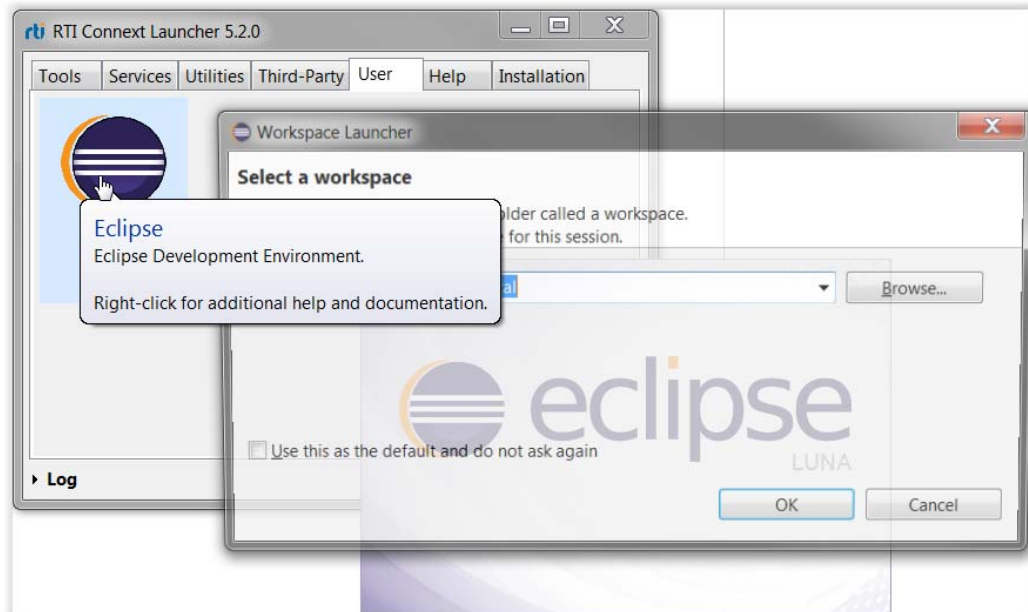 rti RTI Connext Launcher 5.2.0
Tools Services Utilities Third-Party User Help Installation
Workspace Launcher
Select a workspace
older called a workspace.
for this session.
Eclipse
Eclipse Development Environment.
Right-click for additional help and documentation.
al
Browse...
eclipse
LUNA
Use this as the default and do not ask again
Log
OK Cancel